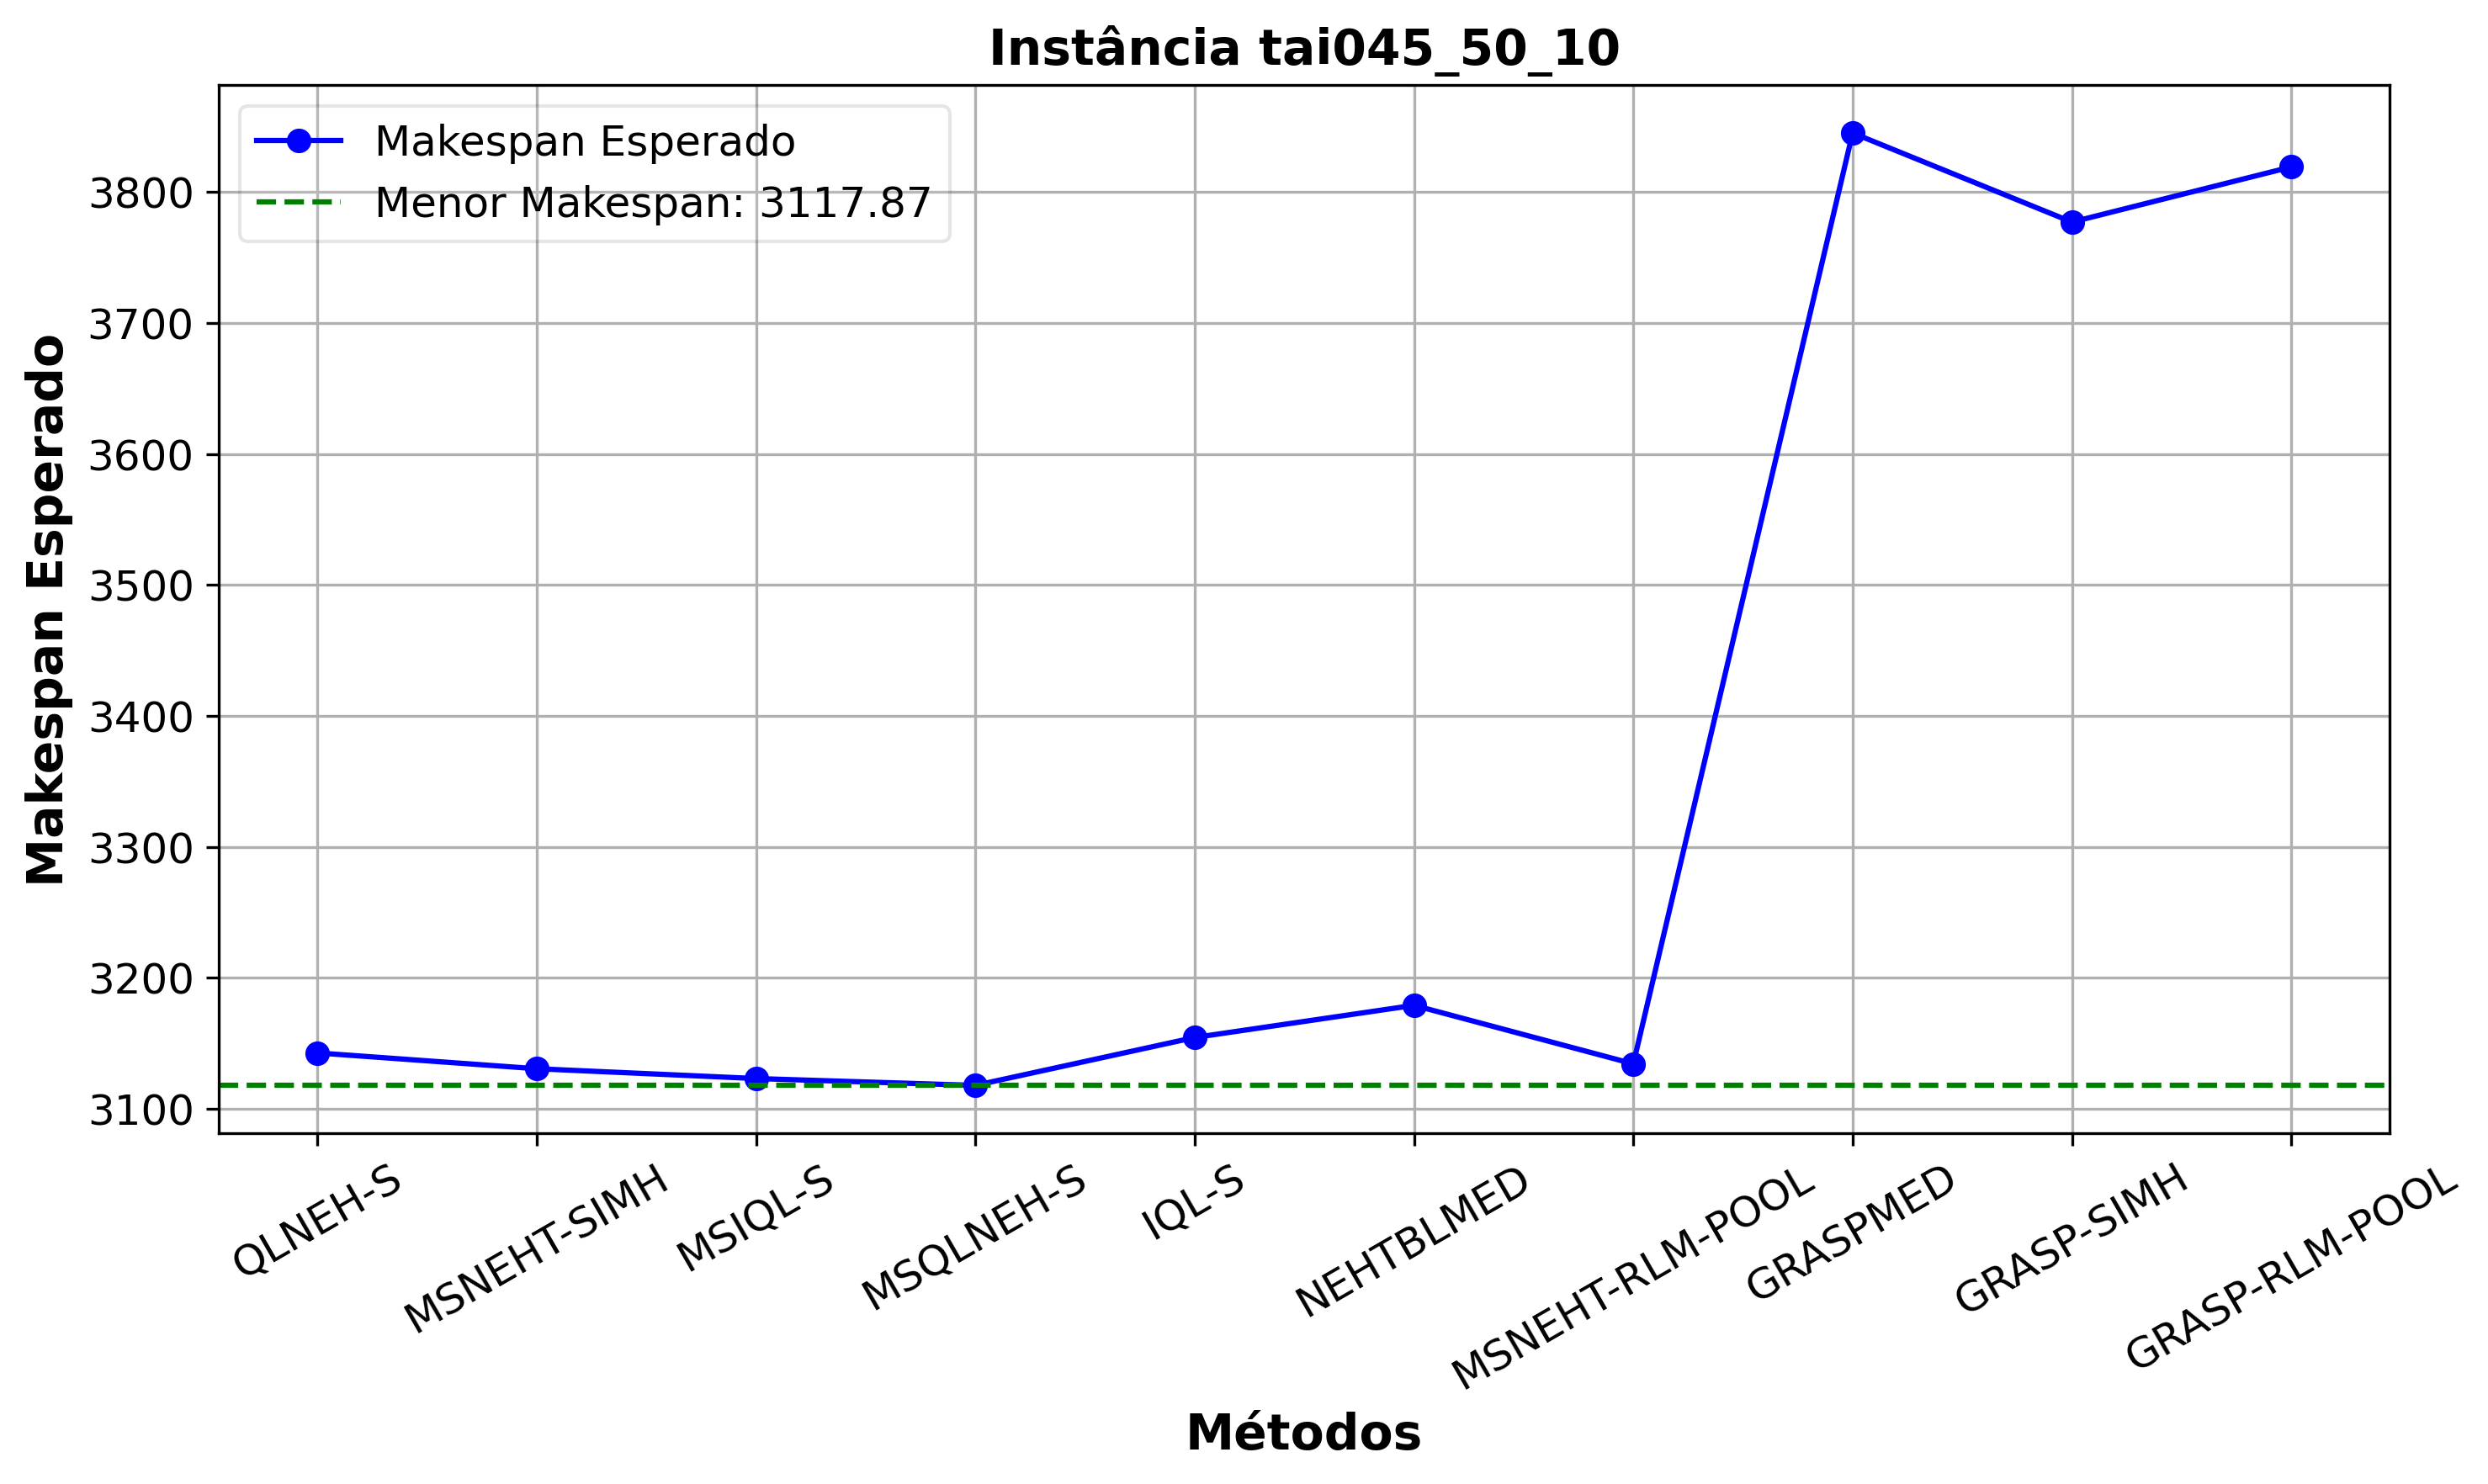 Instância tai045_50_10
Makespan Esperado
Menor Makespan: 3117.87
Makespan Esperado
3800
3700
3600
3500
3400
3300
3200
3100
QLNEH-S
MSNEHT-SIMH
MSIQL-S
MSQLNEH-S
IQL-S
NEHTBLMED
MSNEHT-RLM-POOL
GRASPMED
GRASP-SIMH
GRASP-RLM-POOL
Métodos